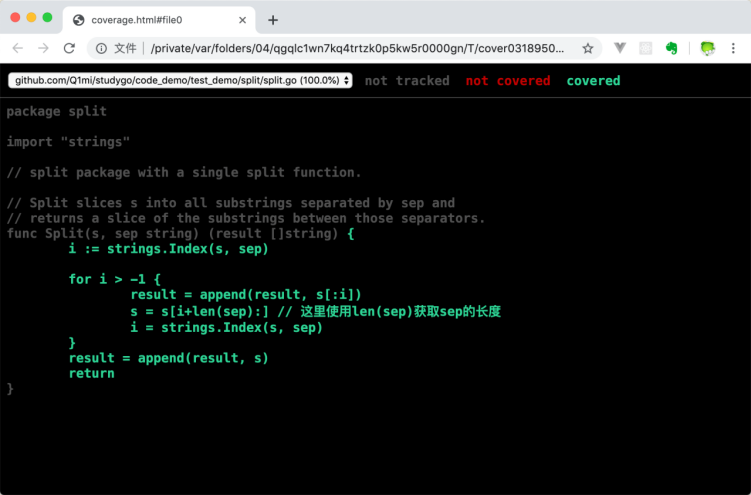 coverage.html#file0
文件 /private/var/folders/04/qgqlc1wn7kq4trtzk0p5kw5r0000gn/T/cover0318950...
github.com/Q1mi/studygo/code_demo/test_demo/split/split.go (100.0%) not tracked not covered covered
package split
import "strings"
// split package with a single split function.
// Split slices s into all substrings separated by sep and
// returns a slice of the substrings between those separators.
func Split(s, sep string) (result []string) {
i := strings.Index(s, sep)
for i > -1 {
result = append(result, s[:i])
s = s[i+len(sep):] // 这里使用len(sep)获取sep的长度
i = strings.Index(s, sep)
}
result = append(result, s)
return
}